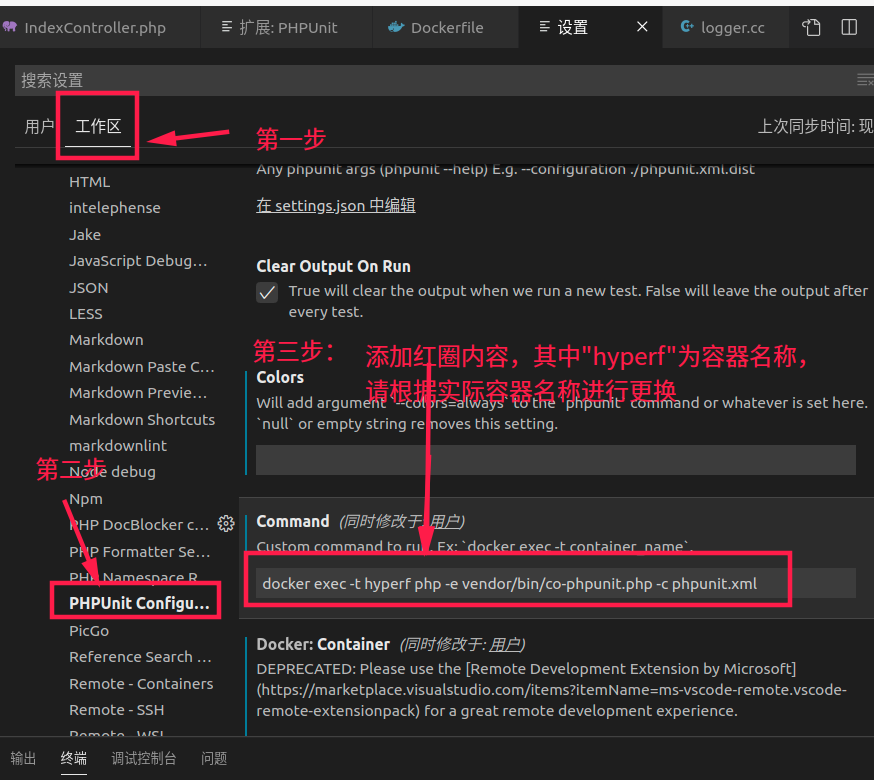 IndexController.php
扩展: PHPUnit
Dockerfile
设置
logger.cc
搜索设置
用户
工作区
第一步
上次同步时间: 现
Any phpunit args (phpunit --help) E.g. --configuration ./phpunit.xml.dist
在 settings.json 中编辑
HTML
intelephense
Jake
JavaScript Debug…
JSON
LESS
Markdown
Markdown Paste C…
Markdown Previe…
Markdown Shortcuts
markdownlint
Node debug
第二步
Npm
PHP DocBlocker c…
PHP Formatter Se…
PHP Namespace R
PHPUnit Configu…
PicGo
Reference Search …
Remote - Containers
Remote - SSH
Remote - WSL
Clear Output On Run
True will clear the output when we run a new test. False will leave the output after
every test.
第三步： 添加红圈内容，其中"hyperf"为容器名称，
请根据实际容器名称进行更换
Colors
Will add argument `--colors=always` to the `phpunit` command or whatever is set here.
`null` or empty string removes this setting.
Command (同时修改于: 用户)
Custom command to run. Ex: `docker exec -t container_name`.
docker exec -t hyperf php -e vendor/bin/co-phpunit.php -c phpunit.xml
Docker: Container (同时修改于: 用户)
DEPRECATED: Please use the [Remote Development Extension by Microsoft]
(https://marketplace.visualstudio.com/items?itemName=ms-vscode-remote.vscode-
remote-extensionpack) for a great remote development experience.
输出
终端
调试控制台
问题